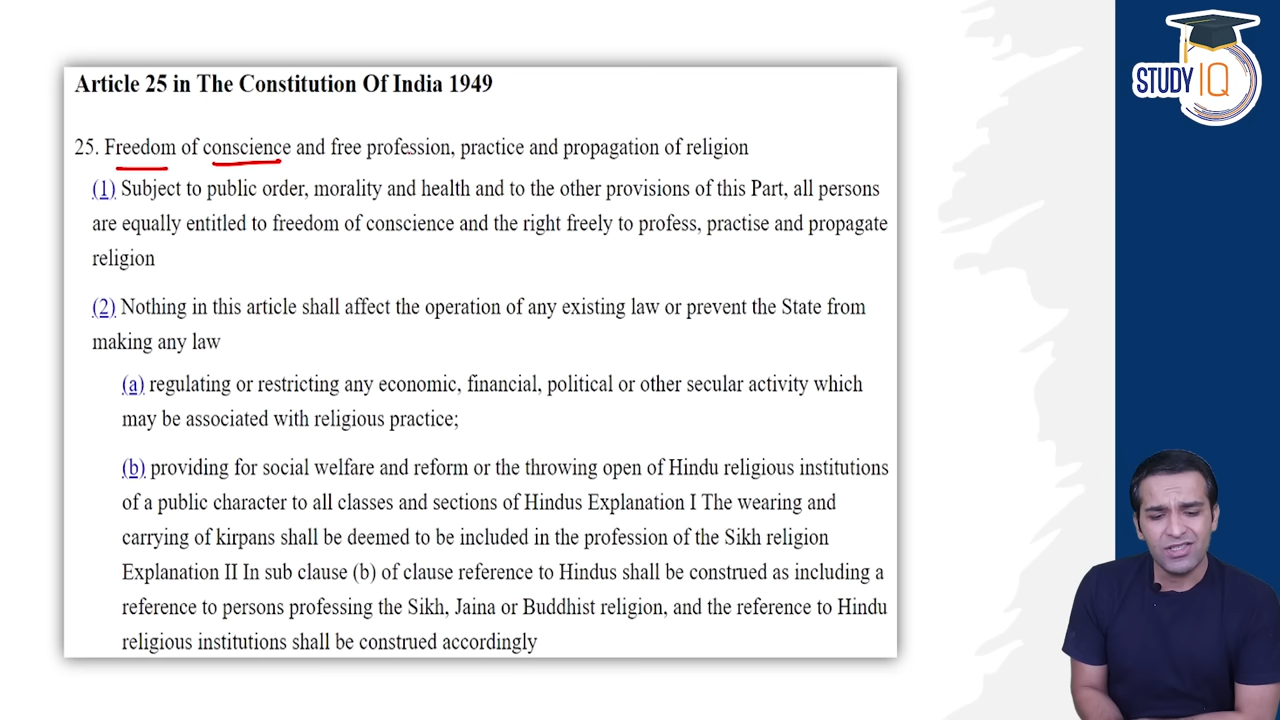 Article 25 in The Constitution Of India 1949
25. Freedom of conscience and free profession, practice and propagation of religion
(1) Subject to public order, morality and health and to the other provisions of this Part, all persons
are equally entitled to freedom of conscience and the right freely to profess, practise and propagate
religion
(2) Nothing in this article shall affect the operation of any existing law or prevent the State from
making any law
(a) regulating or restricting any economic, financial, political or other secular activity which
may be associated with religious practice;
(b) providing for social welfare and reform or the throwing open of Hindu religious institutions
of a public character to all classes and sections of Hindus Explanation I The wearing and
carrying of kirpans shall be deemed to be included in the profession of the Sikh religion
Explanation II In sub clause (b) of clause reference to Hindus shall be construed as including a
reference to persons professing the Sikh, Jaina or Buddhist religion, and the reference to Hindu
religious institutions shall be construed accordingly
STUDY IQ